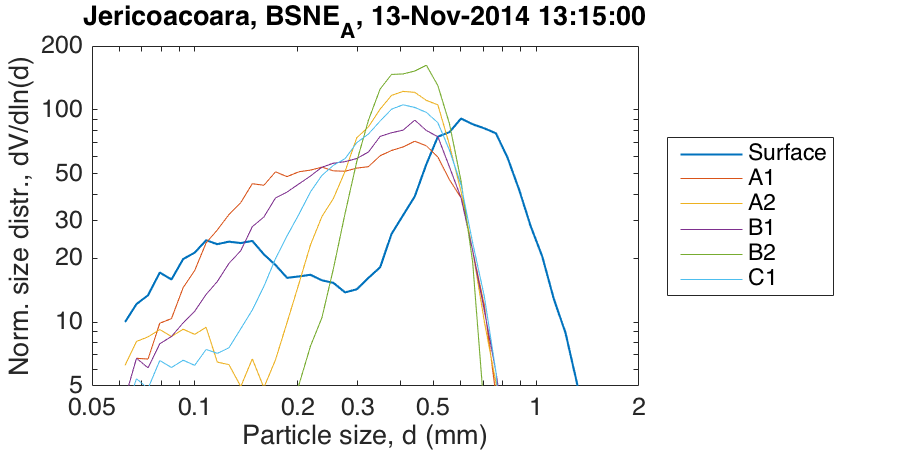 Jericoacoara, BSNE_A, 13-Nov-2014 13:15:00
Norm. size distr., dV/dln(d)
200
100
50
30
20
10
5
0.05 0.1 0.2 0.3 0.5 1 2
Particle size, d (mm)
Surface
A1
A2
B1
B2
C1